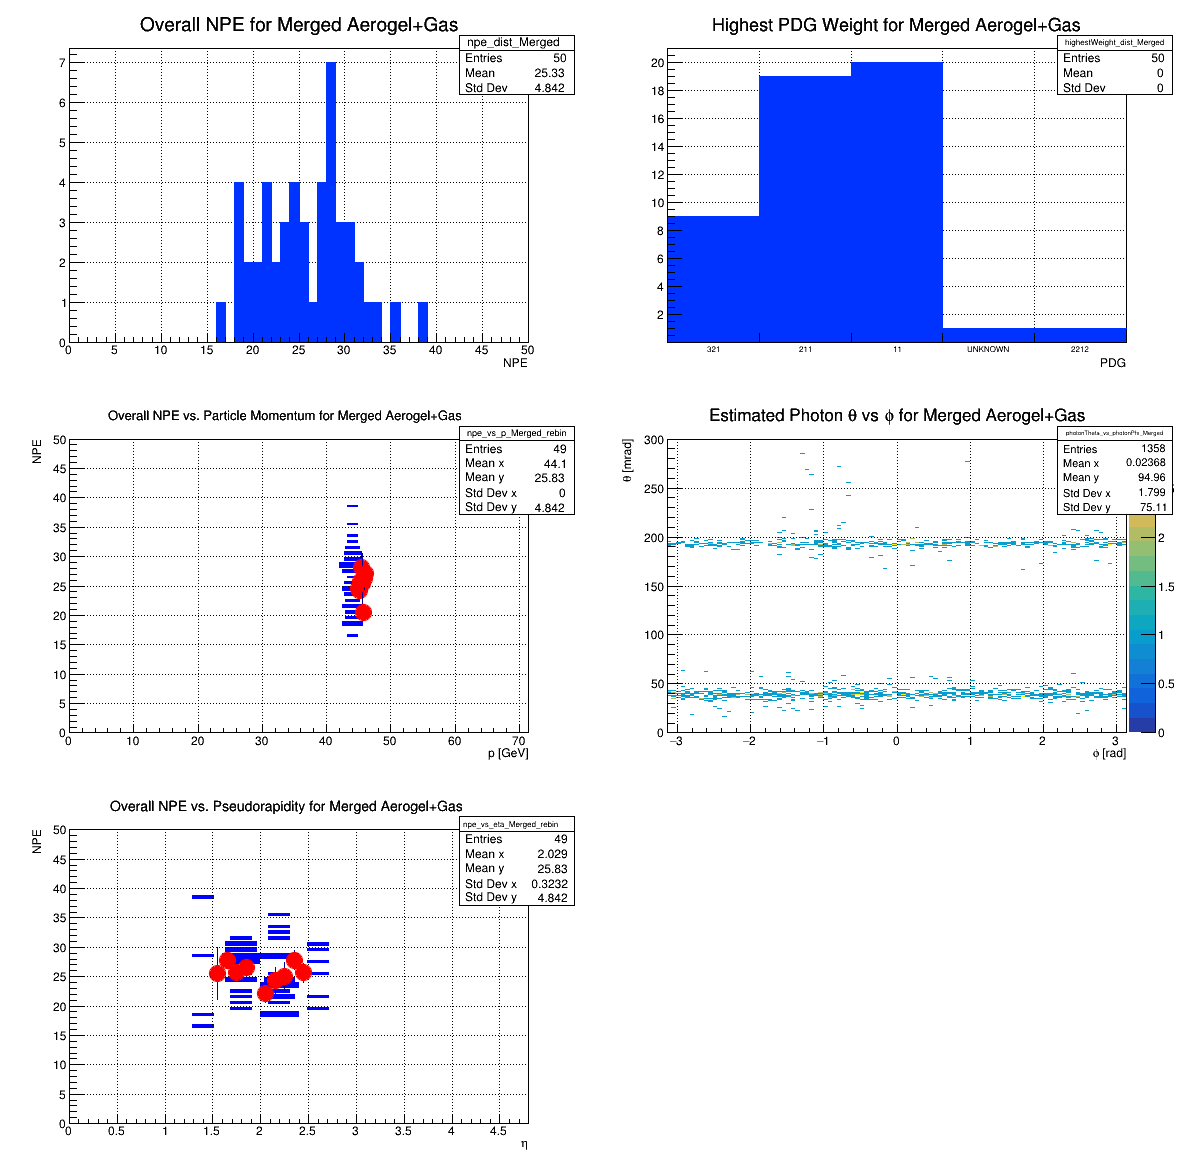 Overall NPE for Merged Aerogel+Gas
npe_dist_Merged
Entries 50
Mean 25.33
Std Dev 4.842
7
6
5
4
3
2
1
0
0 5 10 15 20 25 30 35 40 45 50
NPE
Highest PDG Weight for Merged Aerogel+Gas
highestWeight_dist_Merged
Entries 50
Mean 0
Std Dev 0
20
18
16
14
12
10
8
6
4
2
321 211 11 UNKNOWN 2212
PDG
Overall NPE vs. Particle Momentum for Merged Aerogel+Gas
npe_vs_p_Merged_rebin
Entries 49
Mean x 44.1
Mean y 25.83
Std Dev x 0
Std Dev y 4.842
NPE
50
45
40
35
30
25
20
15
10
5
0
0 10 20 30 40 50 60 70
p [GeV]
Estimated Photon θ vs ϕ for Merged Aerogel+Gas
photonTheta_vs_photonPhi_Merged
Entries 1358
Mean x 0.02368
Mean y 94.96
Std Dev x 1.799
Std Dev y 75.11
θ [mrad]
300
250
200
150
100
50
0
−3 −2 −1 0 1 2 3
ϕ [rad]
2
1.5
1
0.5
0
Overall NPE vs. Pseudorapidity for Merged Aerogel+Gas
npe_vs_eta_Merged_rebin
Entries 49
Mean x 2.029
Mean y 25.83
Std Dev x 0.3232
Std Dev y 4.842
NPE
50
45
40
35
30
25
20
15
10
5
0
0 0.5 1 1.5 2 2.5 3 3.5 4 4.5
η